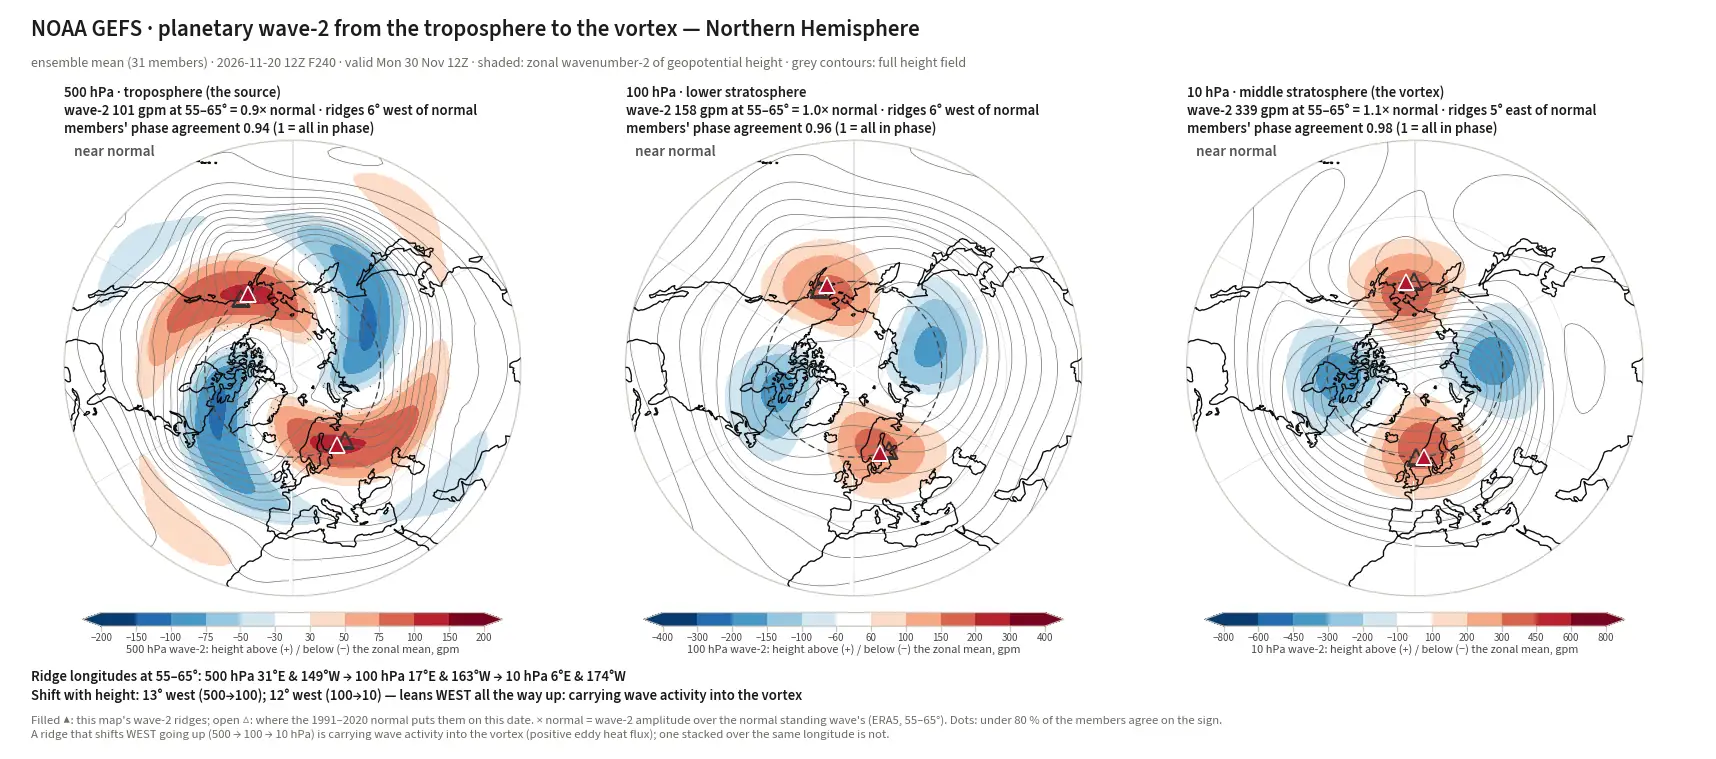 NOAA GEFS · planetary wave-2 from the troposphere to the vortex — Northern Hemisphere
ensemble mean (31 members) · 2026-11-20 12Z F240 · valid Mon 30 Nov 12Z · shaded: zonal wavenumber-2 of geopotential height · grey contours: full height field
500 hPa · troposphere (the source)
wave-2 101 gpm at 55–65° = 0.9× normal · ridges 6° west of normal
members' phase agreement 0.94 (1 = all in phase)
near normal
100 hPa · lower stratosphere
wave-2 158 gpm at 55–65° = 1.0× normal · ridges 6° west of normal
members' phase agreement 0.96 (1 = all in phase)
near normal
10 hPa · middle stratosphere (the vortex)
wave-2 339 gpm at 55–65° = 1.1× normal · ridges 5° east of normal
members' phase agreement 0.98 (1 = all in phase)
near normal
−200 −150 −100 −75 −50 −30 30 50 75 100 150 200
500 hPa wave-2: height above (+) / below (−) the zonal mean, gpm
−400 −300 −200 −150 −100 −60 60 100 150 200 300 400
100 hPa wave-2: height above (+) / below (−) the zonal mean, gpm
−800 −600 −450 −300 −200 −100 100 200 300 450 600 800
10 hPa wave-2: height above (+) / below (−) the zonal mean, gpm
Ridge longitudes at 55–65°: 500 hPa 31°E & 149°W → 100 hPa 17°E & 163°W → 10 hPa 6°E & 174°W
Shift with height: 13° west (500→100); 12° west (100→10) — leans WEST all the way up: carrying wave activity into the vortex
Filled ▲: this map's wave-2 ridges; open △: where the 1991–2020 normal puts them on this date. × normal = wave-2 amplitude over the normal standing wave's (ERA5, 55–65°). Dots: under 80 % of the members agree on the sign.
A ridge that shifts WEST going up (500 → 100 → 10 hPa) is carrying wave activity into the vortex (positive eddy heat flux); one stacked over the same longitude is not.